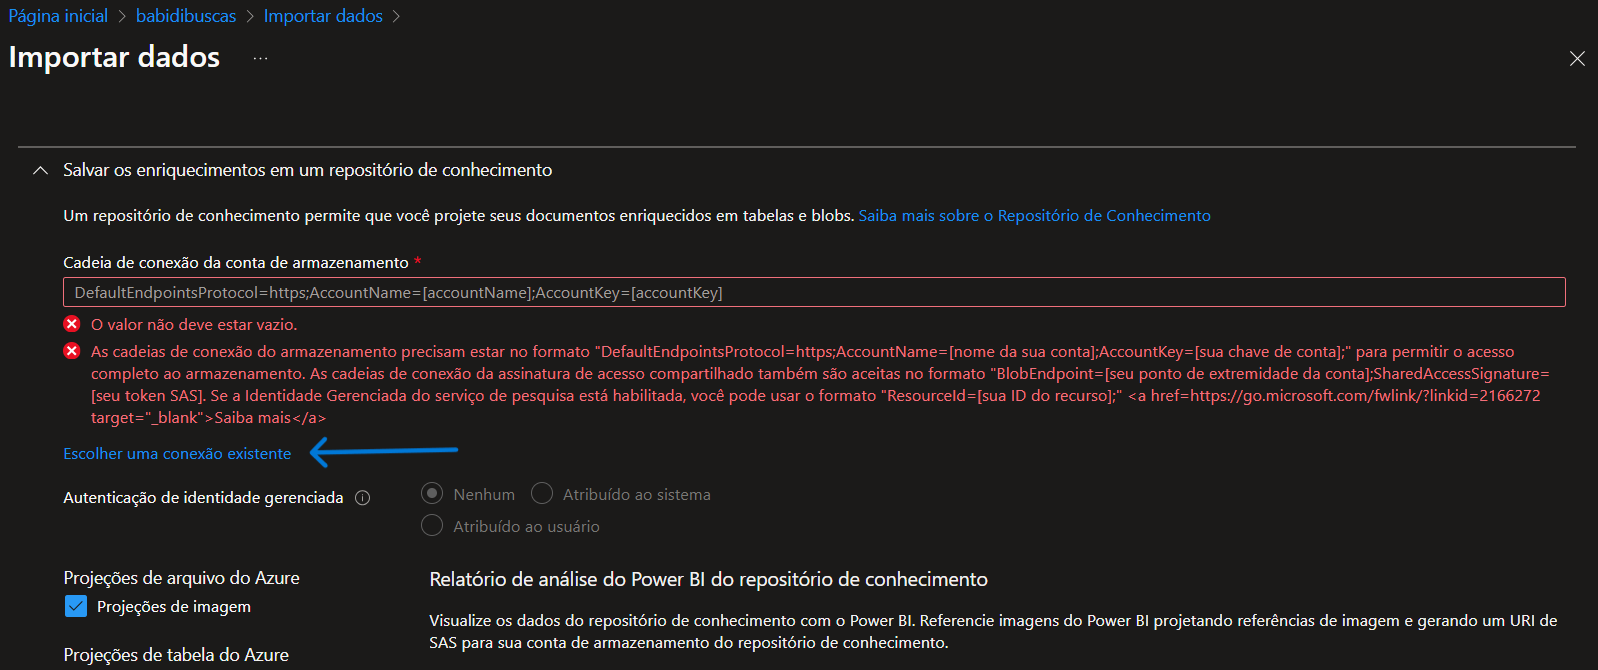 Página inicial > babidibuscas > Importar dados >
Importar dados ...
Salvar os enriquecimentos em um repositório de conhecimento
Um repositório de conhecimento permite que você projete seus documentos enriquecidos em tabelas e blobs. Saiba mais sobre o Repositório de Conhecimento
Cadeia de conexão da conta de armazenamento *
DefaultEndpointsProtocol=https;AccountName=[accountName];AccountKey=[accountKey]
O valor não deve estar vazio.
As cadeias de conexão do armazenamento precisam estar no formato "DefaultEndpointsProtocol=https;AccountName=[nome da sua conta];AccountKey=[sua chave de conta];" para permitir o acesso
completo ao armazenamento. As cadeias de conexão da assinatura de acesso compartilhado também são aceitas no formato "BlobEndpoint=[seu ponto de extremidade da conta];SharedAccessSignature=
[seu token SAS]. Se a Identidade Gerenciada do serviço de pesquisa está habilitada, você pode usar o formato "ResourceId=[sua ID do recurso];" <a href=https://go.microsoft.com/fwlink/?linkid=2166272
target="_blank">Saiba mais</a>
Escolher uma conexão existente
Autenticação de identidade gerenciada
Nenhum
Atribuído ao sistema
Atribuído ao usuário
Projeções de arquivo do Azure
Projeções de imagem
Projeções de tabela do Azure
Relatório de análise do Power BI do repositório de conhecimento
Visualize os dados do repositório de conhecimento com o Power BI. Referencie imagens do Power BI projetando referências de imagem e gerando um URI de
SAS para sua conta de armazenamento do repositório de conhecimento.